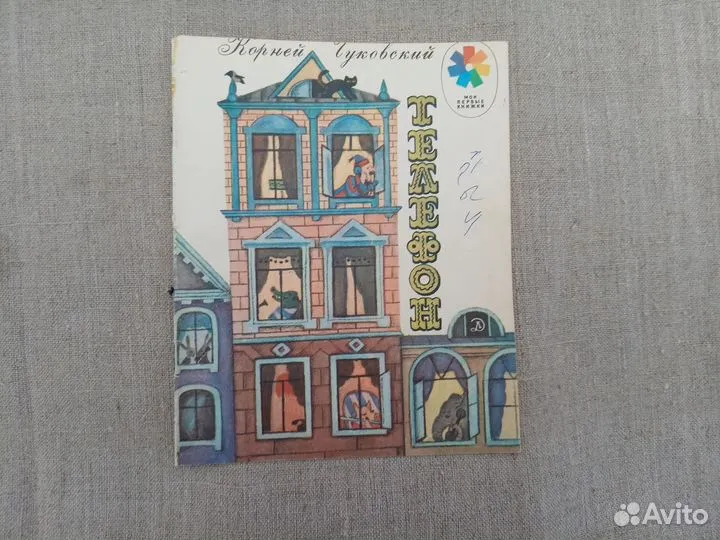 Корней Чуковский
МОИ
ПЕРВЫЕ
КНИЖКИ
ТЕЛЕФОН
Avito